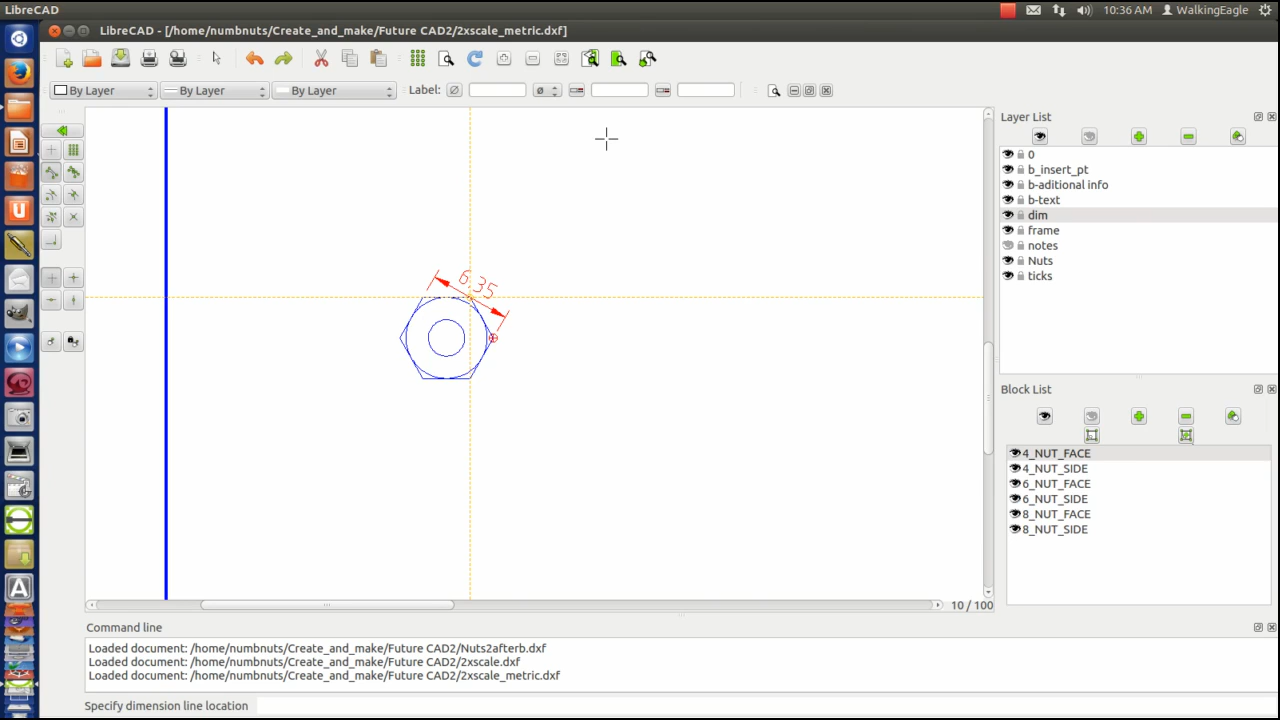 LibreCAD
10:36 AM
WalkingEagle
LibreCAD - [/home/numbnuts/Create_and_make/Future CAD2/2xscale_metric.dxf]
By Layer
By Layer
By Layer
Label:
ø
Layer List
0
b_insert_pt
b-aditional info
b-text
dim
frame
notes
Nuts
ticks
6.35
Block List
4_NUT_FACE
4_NUT_SIDE
6_NUT_FACE
6_NUT_SIDE
8_NUT_FACE
8_NUT_SIDE
10 / 100
Command line
Loaded document: /home/numbnuts/Create_and_make/Future CAD2/Nuts2afterb.dxf
Loaded document: /home/numbnuts/Create_and_make/Future CAD2/2xscale.dxf
Loaded document: /home/numbnuts/Create_and_make/Future CAD2/2xscale_metric.dxf
Specify dimension line location